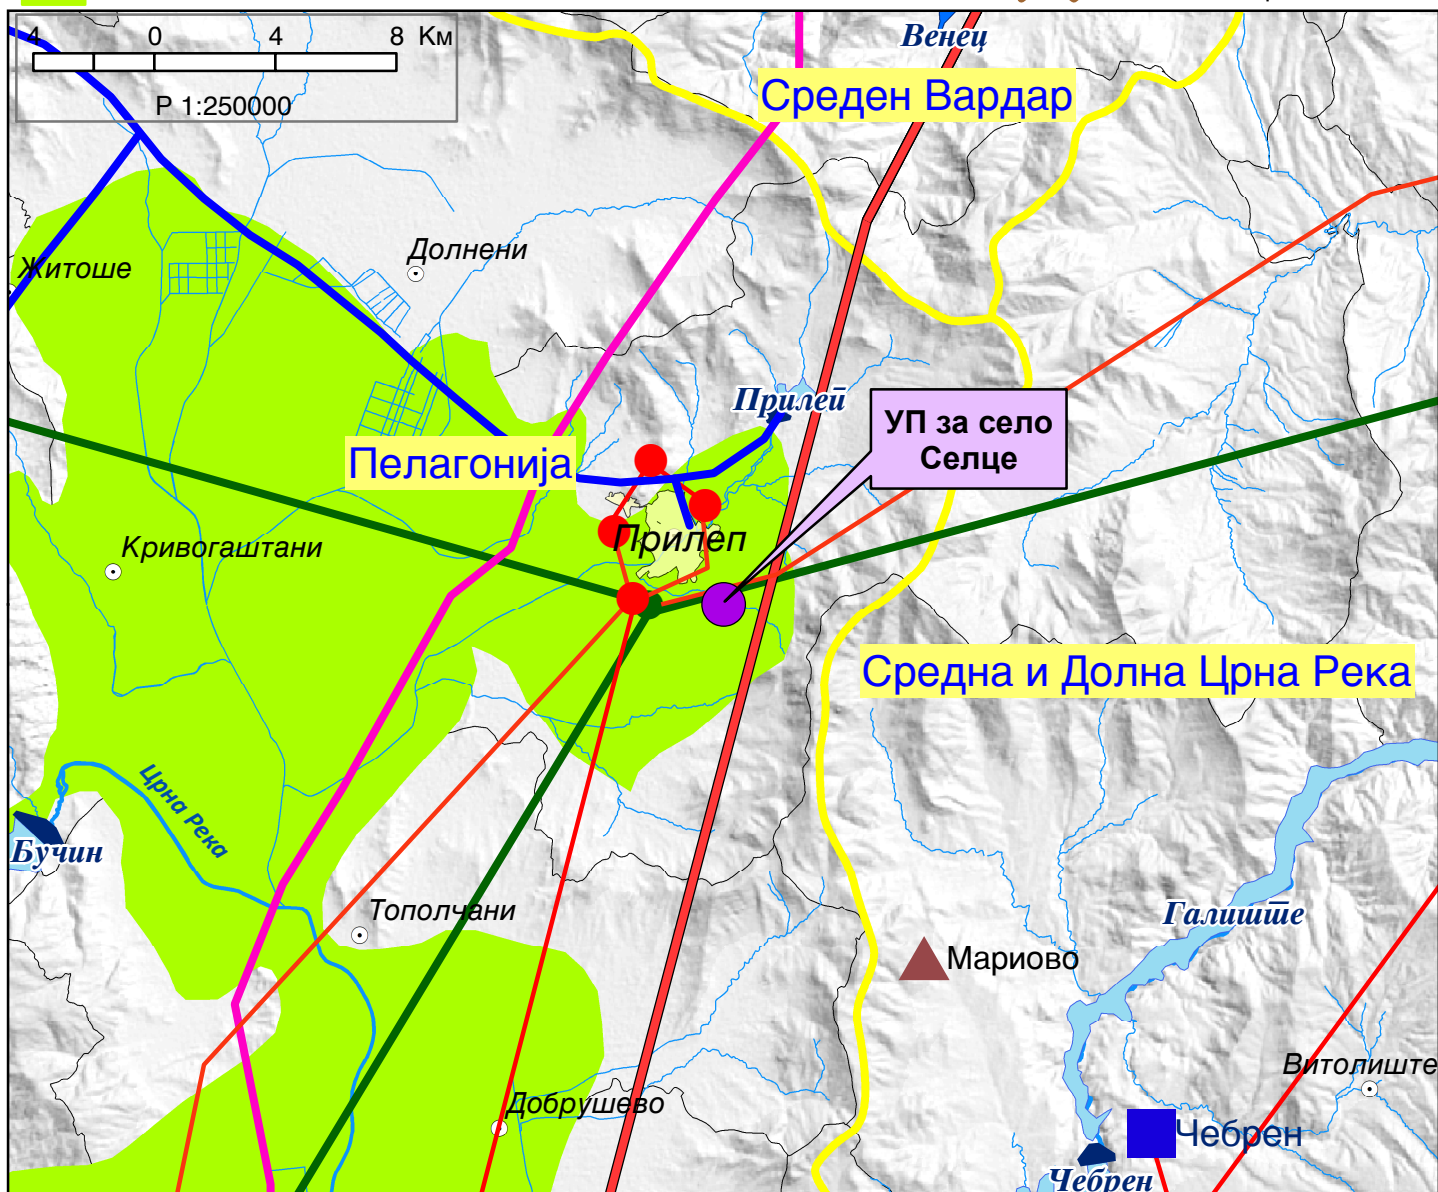 4 0 4 8 Км
Р 1:250000
Венец
Среден Вардар
Долнени
Житоше
Прилеп
УП за село
Селце
Пелагонија
Прилеп
Кривогаштани
Средна и Долна Црна Река
Црна Река
Бучин
Тополчани
Галиште
Мариово
Витолиште
Добрушево
Чебрен
Чебрен